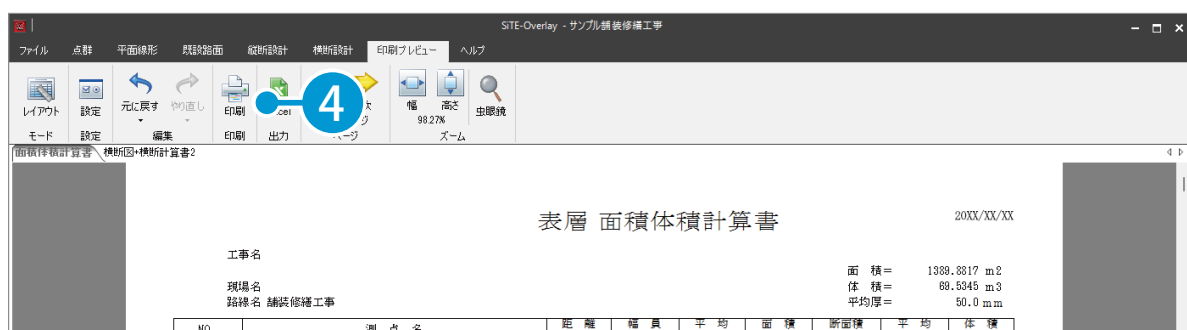 SiTE-Overlay - サンプル舗装修繕工事
ファイル 点群 平面線形 既設路面 縦断設計 横断設計 印刷プレビュー ヘルプ
レイアウト 設定 元に戻す やり直し 印刷 4 幅 高さ 虫眼鏡
98.27%
モード 設定 編集 印刷 出力 ページ ズーム
面積体積計算書 横断図+横断計算書2
表層 面積体積計算書
20XX/XX/XX
工事名
面 積= 1389.8817 m2
現場名
体 積= 69.5345 m3
路線名 舗装修繕工事
平均厚= 50.0 mm
NO 測 点 名 距 離 幅 員 平 均 面 積 断面積 平 均 体 積